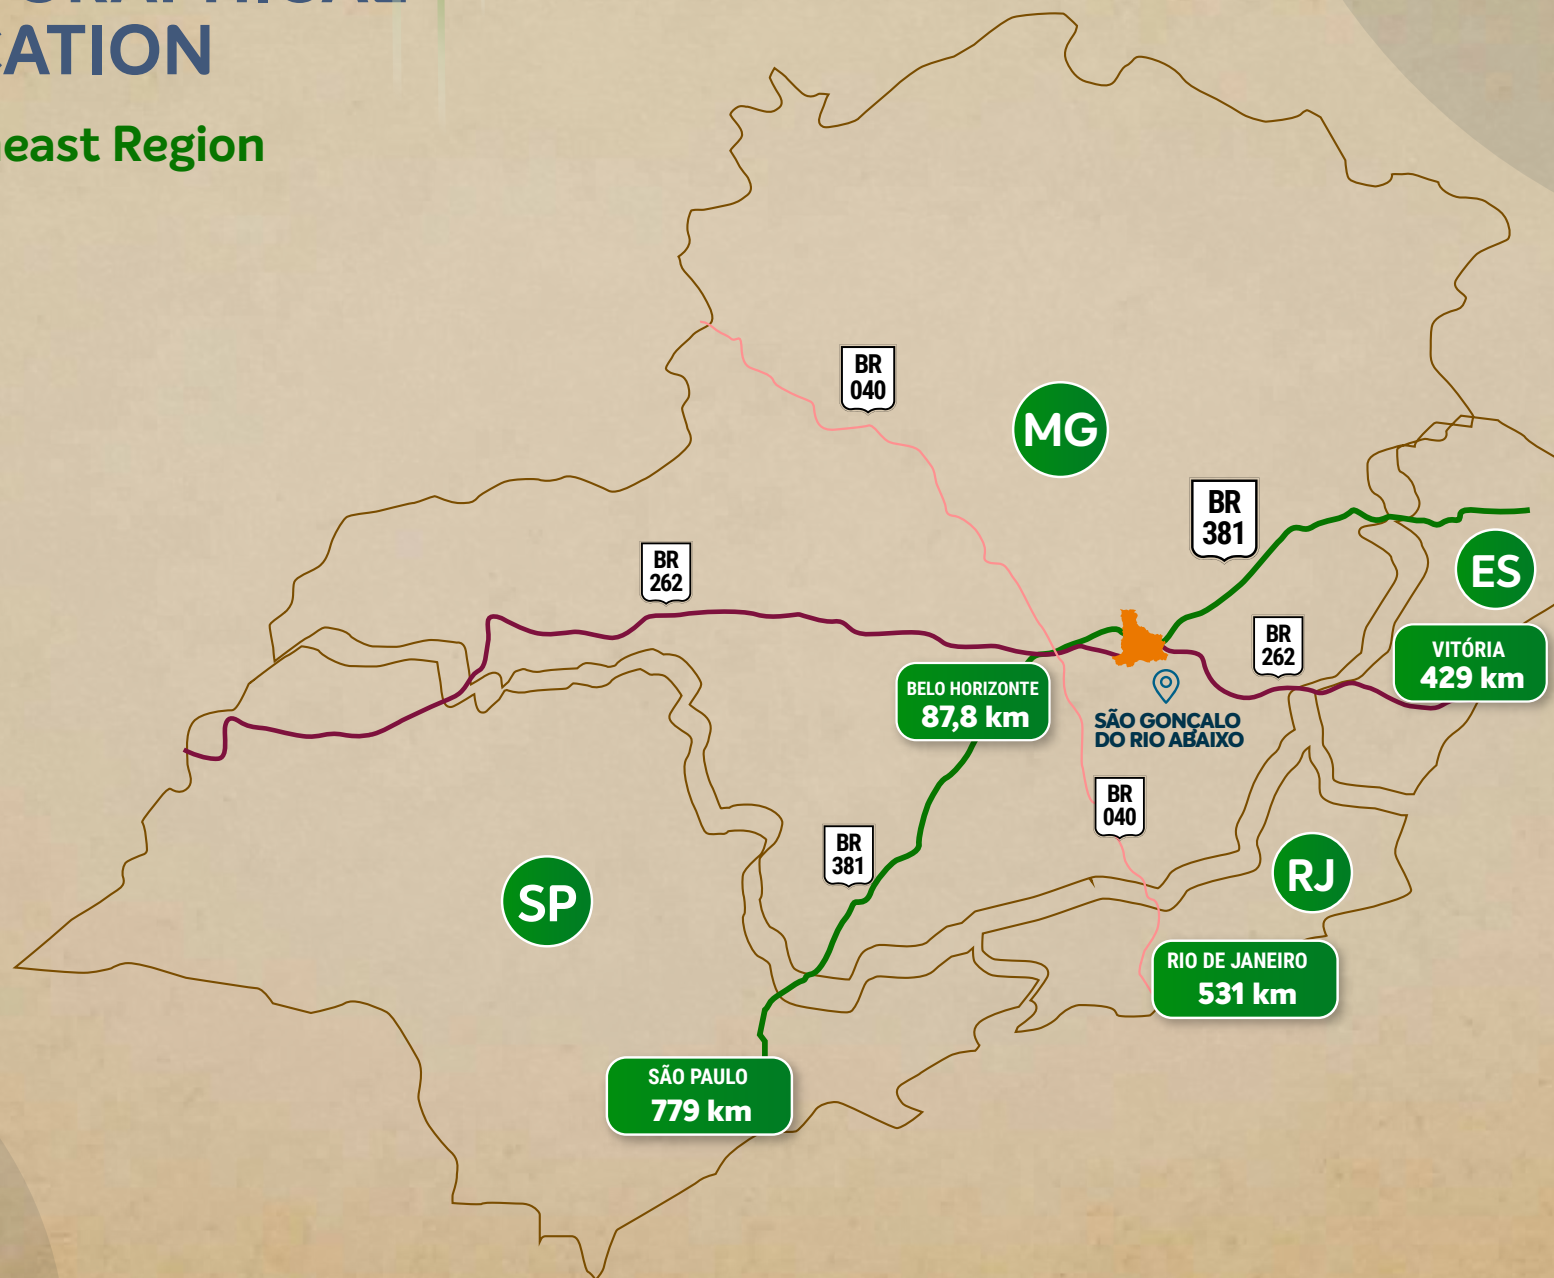 CATION
east Region
BR
040
MG
BR
381
BR
262
ES
BR
262
VITÓRIA
429 km
BELO HORIZONTE
87,8 km
SÃO GONÇALO
DO RIO ABAIXO
BR
040
BR
381
RJ
SP
RIO DE JANEIRO
531 km
SÃO PAULO
779 km